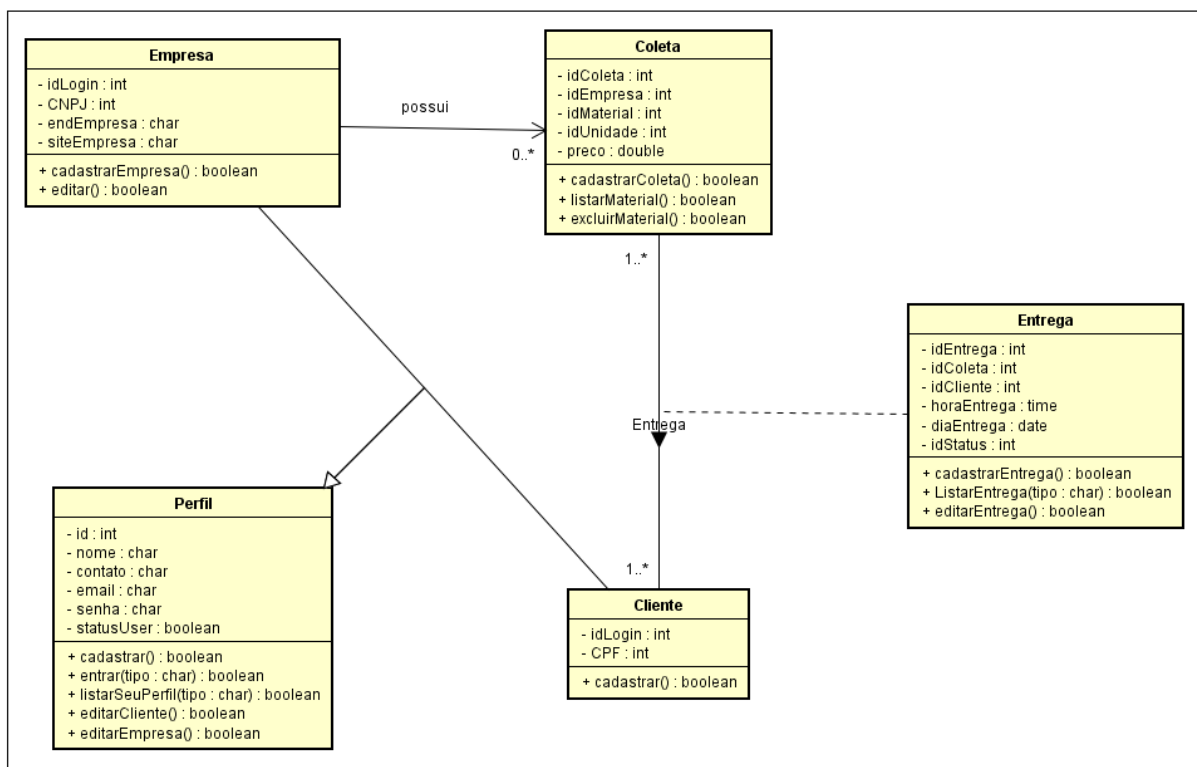 Empresa
- idLogin : int
- CNPJ : int
- endEmpresa : char
- siteEmpresa : char
+ cadastrarEmpresa() : boolean
+ editar() : boolean
possui
0..*
Coleta
- idColeta : int
- idEmpresa : int
- idMaterial : int
- idUnidade : int
- preco : double
+ cadastrarColeta() : boolean
+ listarMaterial() : boolean
+ excluirMaterial() : boolean
1..*
Entrega
1..*
Entrega
- idEntrega : int
- idColeta : int
- idCliente : int
- horaEntrega : time
- diaEntrega : date
- idStatus : int
+ cadastrarEntrega() : boolean
+ ListarEntrega(tipo : char) : boolean
+ editarEntrega() : boolean
Perfil
- id : int
- nome : char
- contato : char
- email : char
- senha : char
- statusUser : boolean
+ cadastrar() : boolean
+ entrar(tipo : char) : boolean
+ listarSeuPerfil(tipo : char) : boolean
+ editarCliente() : boolean
+ editarEmpresa() : boolean
Cliente
- idLogin : int
- CPF : int
+ cadastrar() : boolean